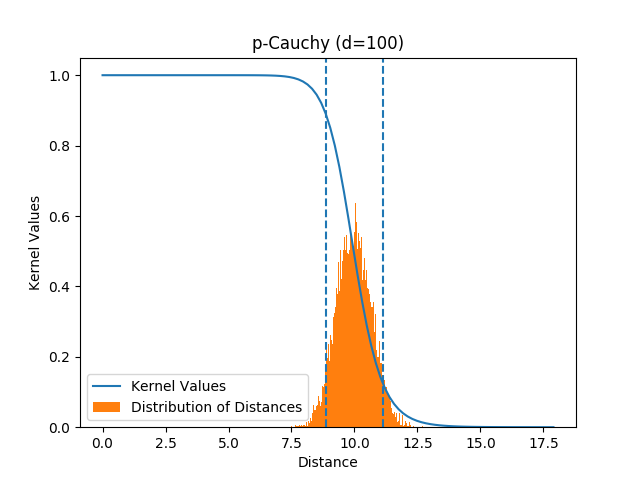 p-Cauchy (d=100)
1.0
0.8
0.6
0.4
0.2
0.0
Kernel Values
Kernel Values
Distribution of Distances
0.0 2.5 5.0 7.5 10.0 12.5 15.0 17.5
Distance